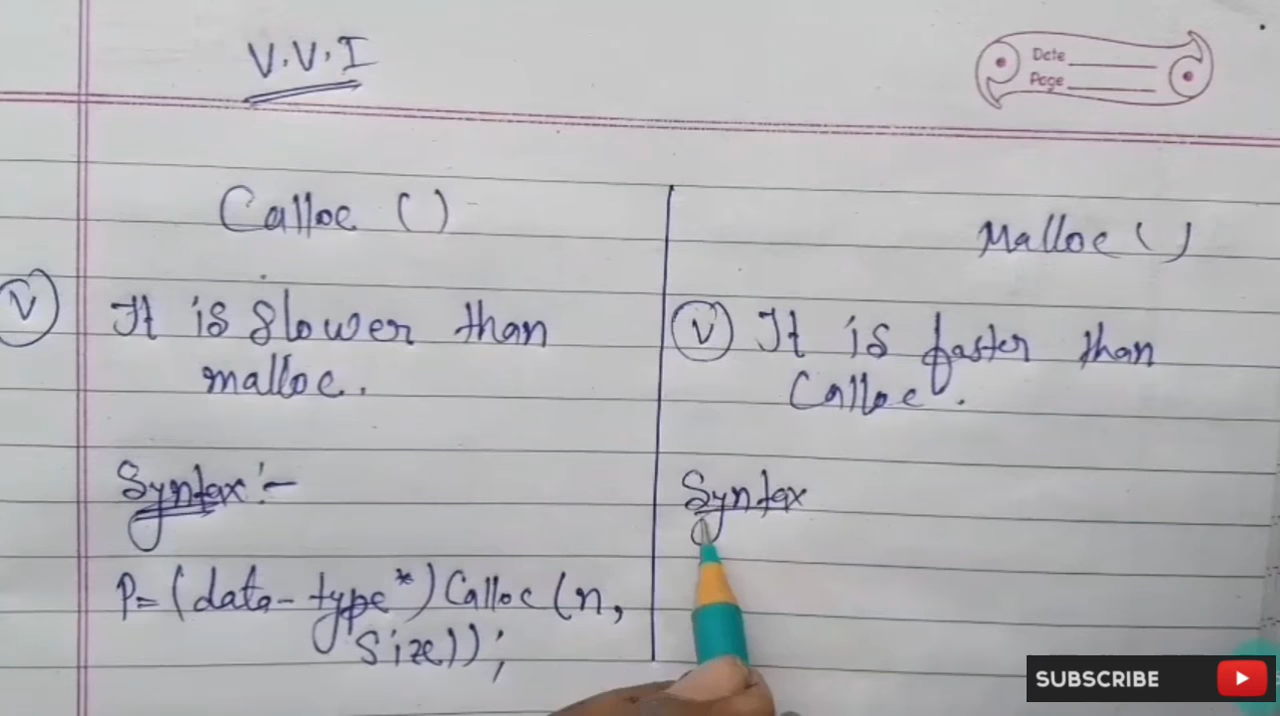 V.V.I
Date
Page
Calloc ()
Malloc ()
V It is slower than
malloc.
V It is faster than
Calloc.
Syntax :-
Syntax
P= (data-type*) Calloc (n,
Size));
SUBSCRIBE